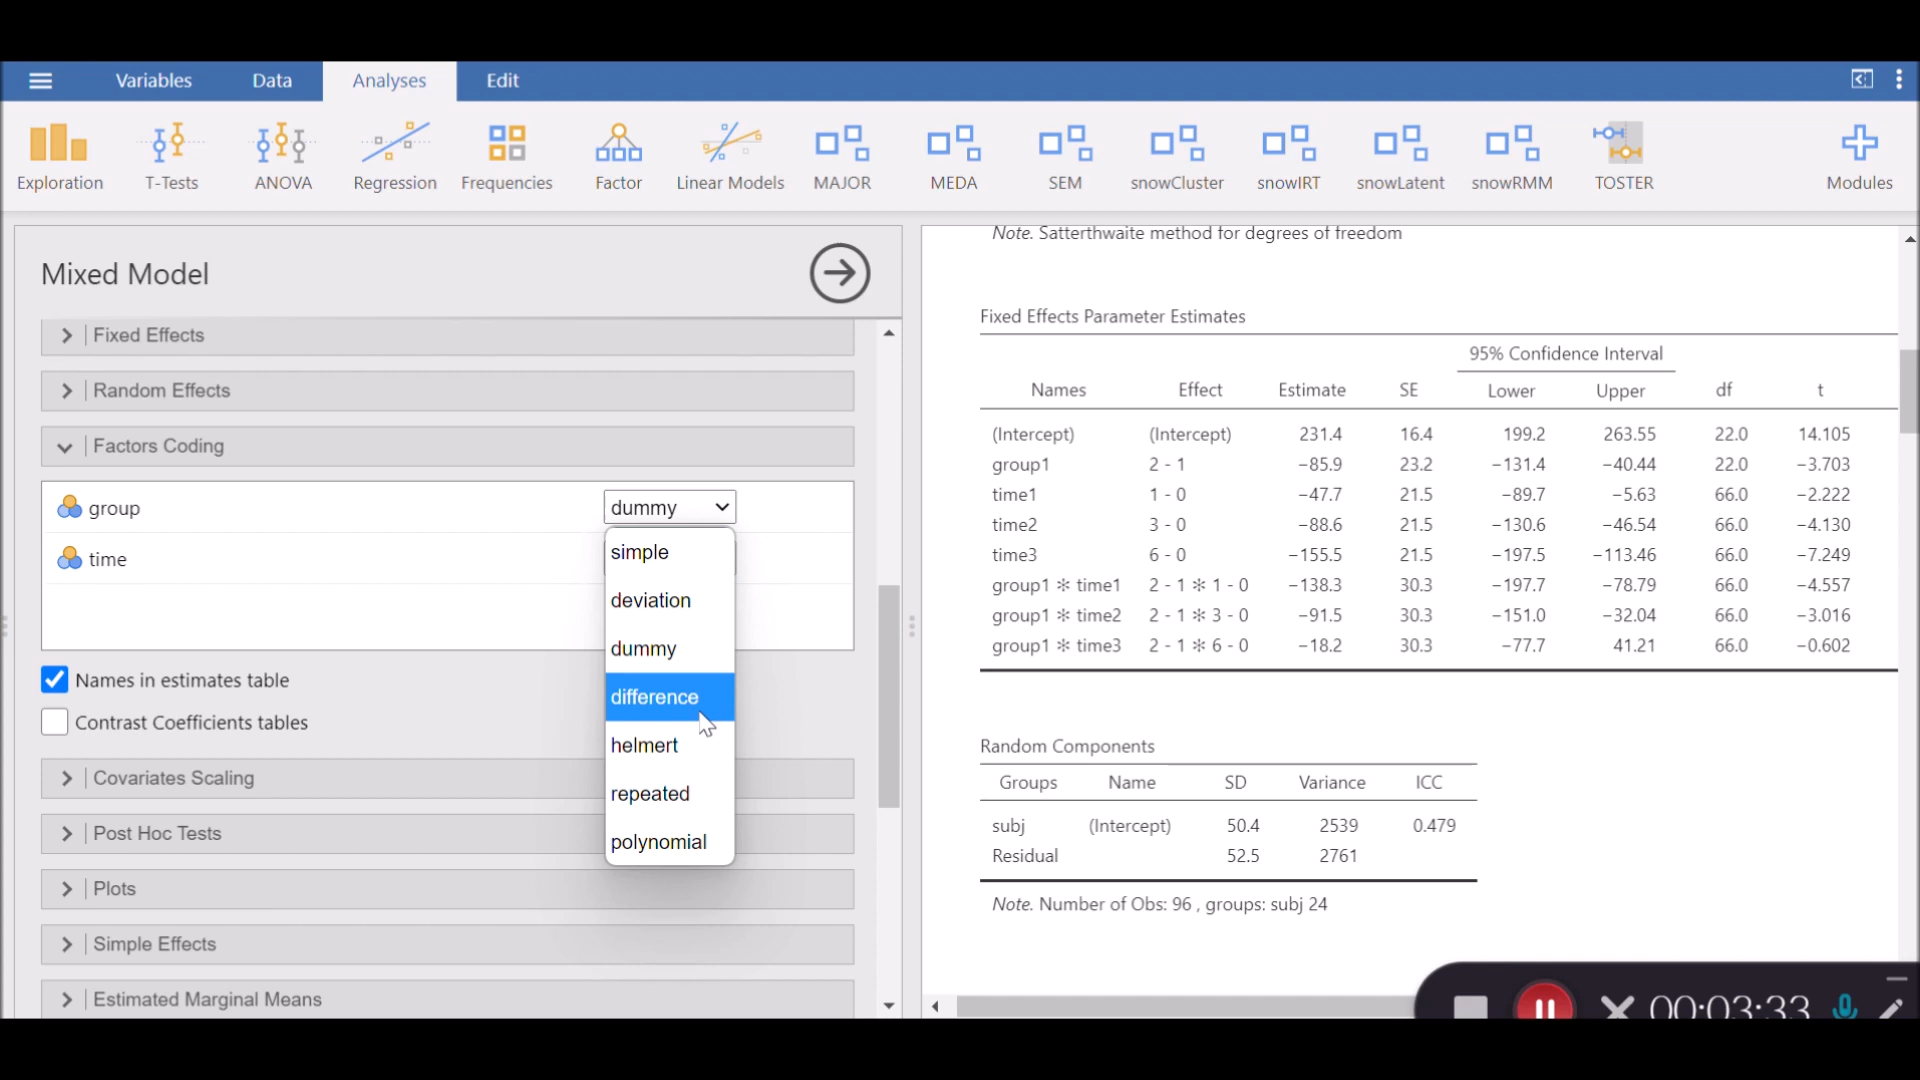 Variables Data Analyses Edit
Exploration T-Tests ANOVA Regression Frequencies Factor Linear Models MAJOR MEDA SEM snowCluster snowIRT snowLatent snowRMM TOSTER Modules
Mixed Model
Fixed Effects
Random Effects
Factors Coding
group dummy
time
simple
deviation
dummy
difference
helmert
repeated
polynomial
Names in estimates table
Contrast Coefficients tables
Covariates Scaling
Post Hoc Tests
Plots
Simple Effects
Estimated Marginal Means
Note. Satterthwaite method for degrees of freedom
Fixed Effects Parameter Estimates
95% Confidence Interval
Names Effect Estimate SE Lower Upper df t
(Intercept) (Intercept) 231.4 16.4 199.2 263.55 22.0 14.105
group1 2 - 1 −85.9 23.2 −131.4 −40.44 22.0 −3.703
time1 1 - 0 −47.7 21.5 −89.7 −5.63 66.0 −2.222
time2 3 - 0 −88.6 21.5 −130.6 −46.54 66.0 −4.130
time3 6 - 0 −155.5 21.5 −197.5 −113.46 66.0 −7.249
group1 ✻ time1 2 - 1 ✻ 1 - 0 −138.3 30.3 −197.7 −78.79 66.0 −4.557
group1 ✻ time2 2 - 1 ✻ 3 - 0 −91.5 30.3 −151.0 −32.04 66.0 −3.016
group1 ✻ time3 2 - 1 ✻ 6 - 0 −18.2 30.3 −77.7 41.21 66.0 −0.602
Random Components
Groups Name SD Variance ICC
subj (Intercept) 50.4 2539 0.479
Residual 52.5 2761
Note. Number of Obs: 96 , groups: subj 24
00:03:33